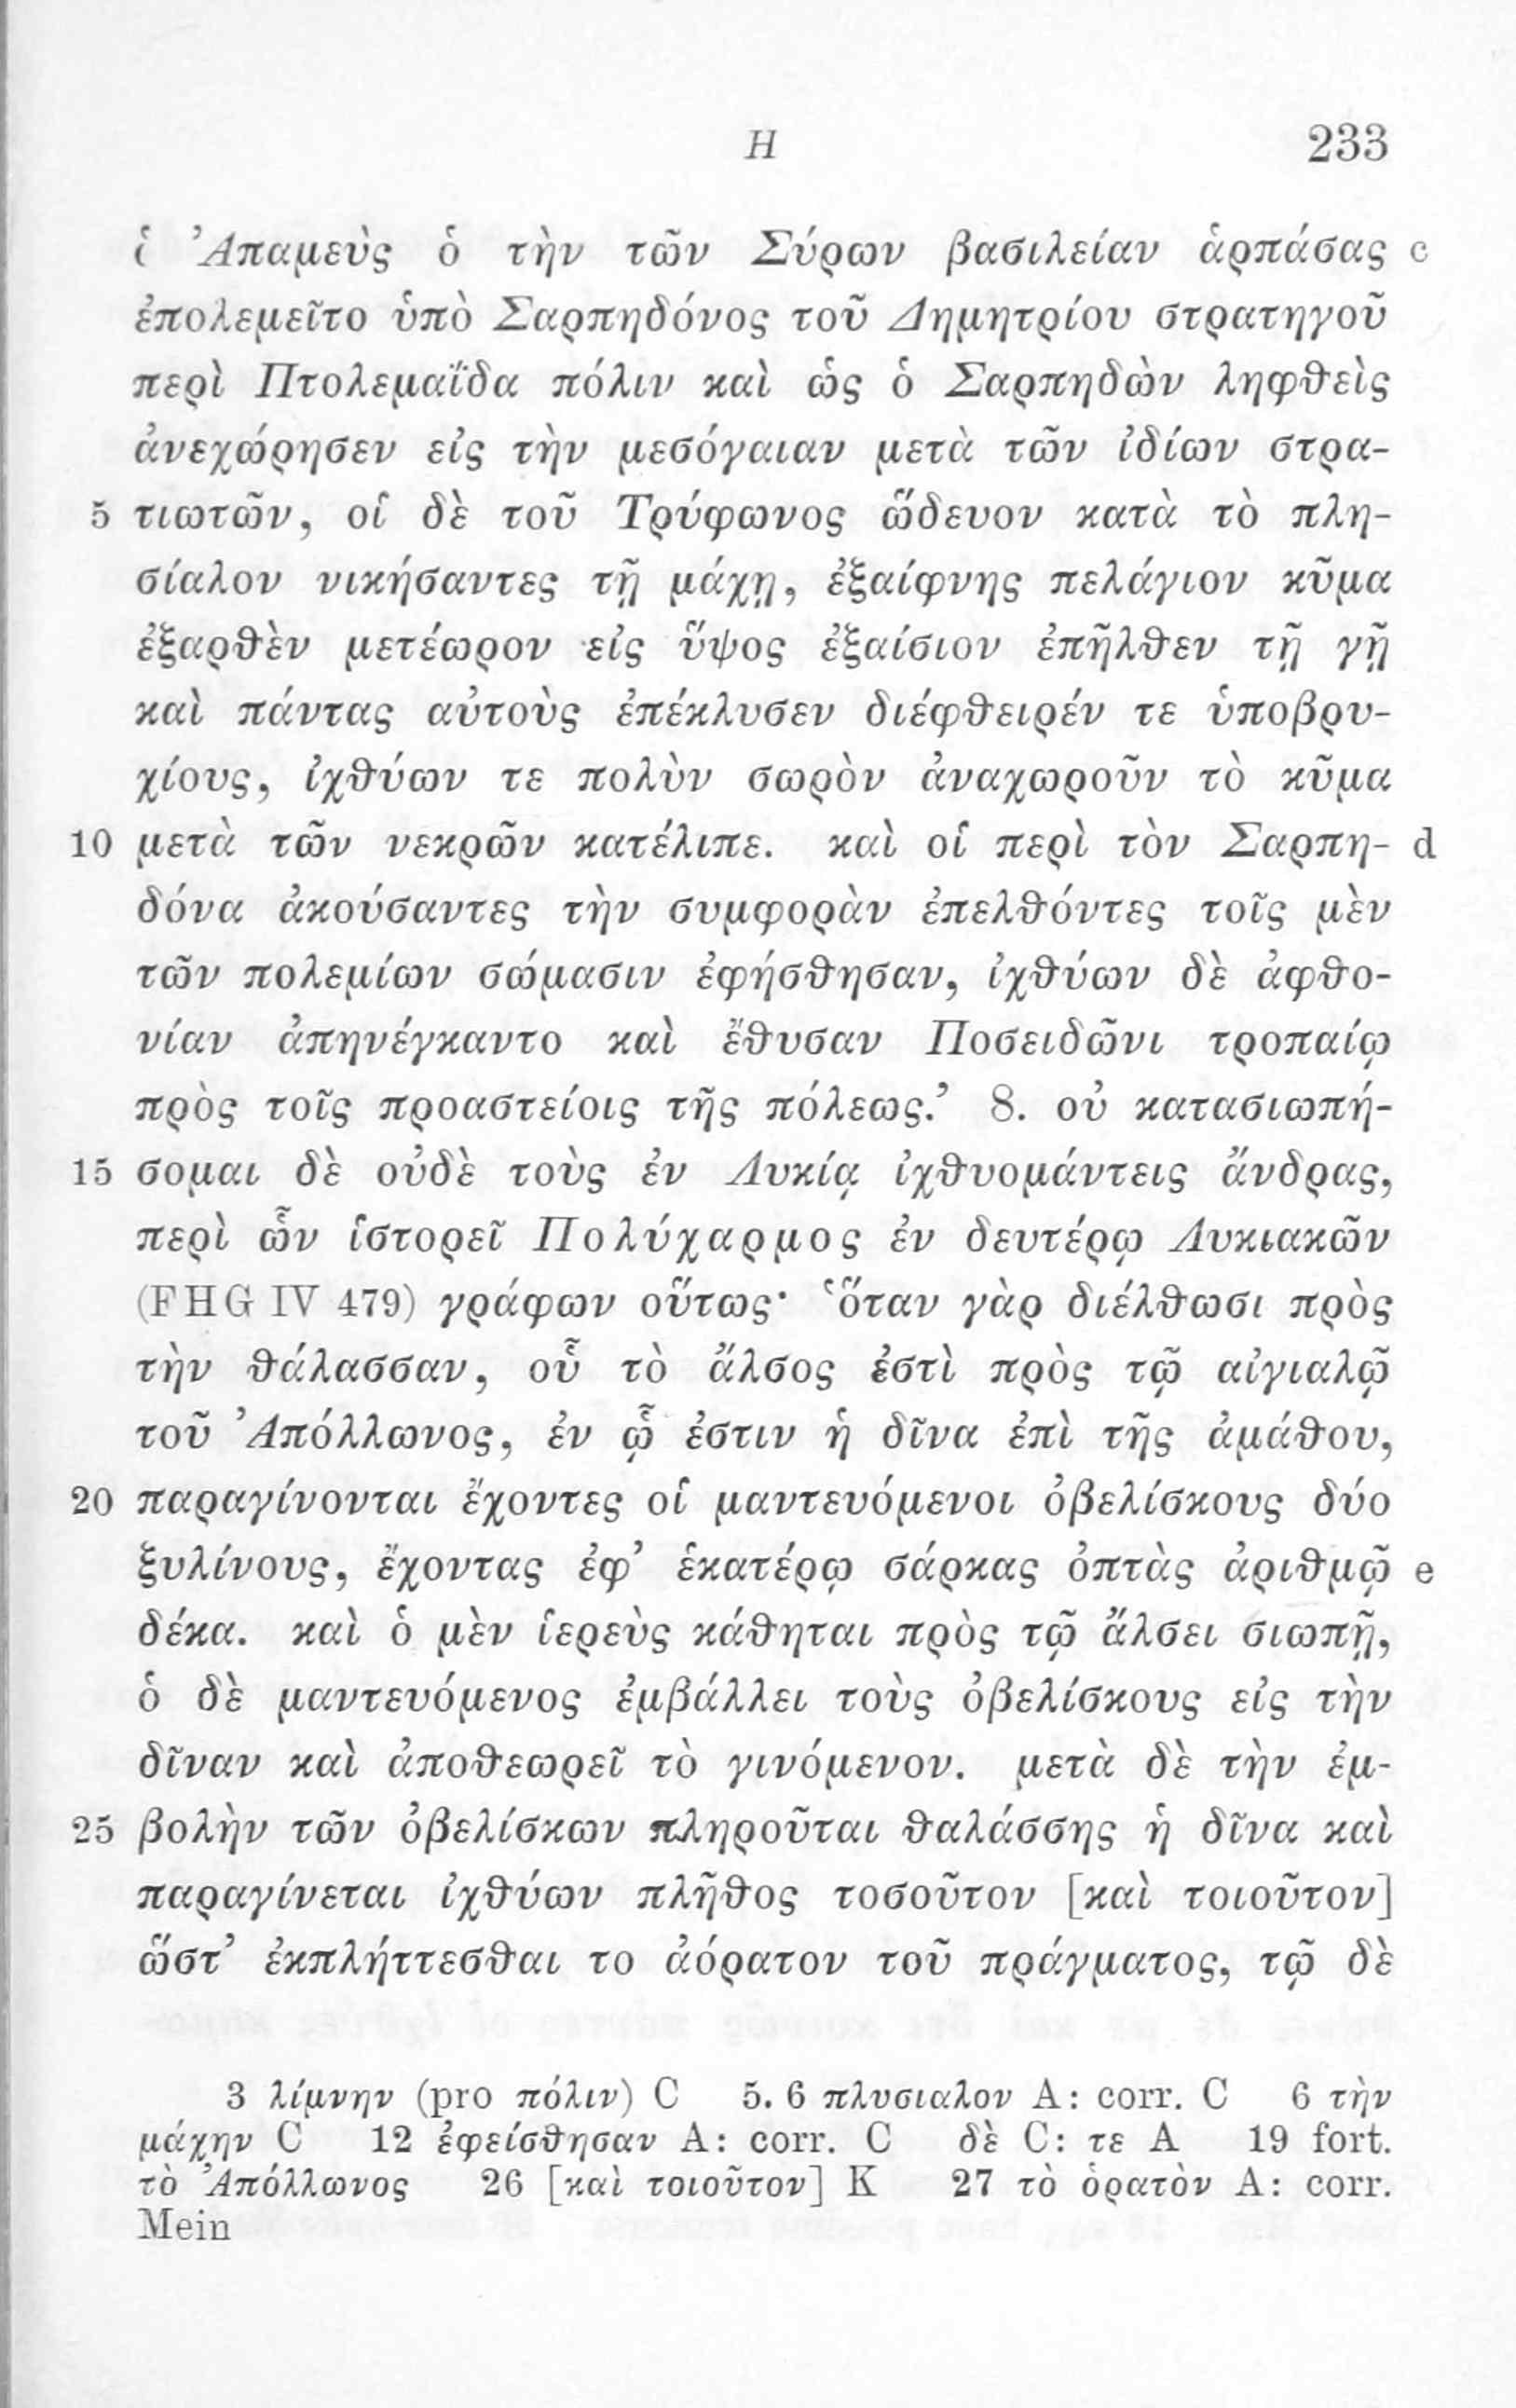 Η 233
ὁ Ἀπαμεὺς ὁ τὴν τῶν Σύρων βασιλείαν ἁρπάσας c
ἐπολεμεῖτο ὑπὸ Σαρπηδόνος τοῦ Δημητρίου στρατηγοῦ
περὶ Πτολεμαΐδα πόλιν καὶ ὡς ὁ Σαρπηδὼν ληφθεὶς
ἀνεχώρησεν εἰς τὴν μεσόγαιαν μετὰ τῶν ἰδίων στρα-
5 τιωτῶν, οἱ δὲ τοῦ Τρύφωνος ὥδευον κατὰ τὸ πλη-
σίαλον νικήσαντες τῇ μάχῃ, ἐξαίφνης πελάγιον κῦμα
ἐξαρθὲν μετέωρον εἰς ὕψος ἐξαίσιον ἐπῆλθεν τῇ γῇ
καὶ πάντας αὐτοὺς ἐπέκλυσεν διέφθειρέν τε ὑποβρυ-
χίους, ἰχθύων τε πολὺν σωρὸν ἀναχωροῦν τὸ κῦμα
10 μετὰ τῶν νεκρῶν κατέλιπε. καὶ οἱ περὶ τὸν Σαρπη- d
δόνα ἀκούσαντες τὴν συμφορὰν ἐπελθόντες τοῖς μὲν
τῶν πολεμίων σώμασιν ἐφήσθησαν, ἰχθύων δὲ ἀφθο-
νίαν ἀπηνέγκαντο καὶ ἔθυσαν Ποσειδῶνι τροπαίῳ
πρὸς τοῖς προαστείοις τῆς πόλεως.’ 8. οὐ κατασιωπή-
15 σομαι δὲ οὐδὲ τοὺς ἐν Λυκίᾳ ἰχθυομάντεις ἄνδρας,
περὶ ὧν ἱστορεῖ Πολύχαρμος ἐν δευτέρῳ Λυκιακῶν
(FHG IV 479) γράφων οὕτως· ‘ὅταν γὰρ διέλθωσι πρὸς
τὴν θάλασσαν, οὗ τὸ ἄλσος ἐστὶ πρὸς τῷ αἰγιαλῷ
τοῦ Ἀπόλλωνος, ἐν ᾧ ἐστιν ἡ δῖνα ἐπὶ τῆς ἀμάθου,
20 παραγίνονται ἔχοντες οἱ μαντευόμενοι ὀβελίσκους δύο
ξυλίνους, ἔχοντας ἐφ’ ἑκατέρῳ σάρκας ὀπτὰς ἀριθμῷ e
δέκα. καὶ ὁ μὲν ἱερεὺς κάθηται πρὸς τῷ ἄλσει σιωπῇ,
ὁ δὲ μαντευόμενος ἐμβάλλει τοὺς ὀβελίσκους εἰς τὴν
δῖναν καὶ ἀποθεωρεῖ τὸ γινόμενον. μετὰ δὲ τὴν ἐμ-
25 βολὴν τῶν ὀβελίσκων πληροῦται θαλάσσης ἡ δῖνα καὶ
παραγίνεται ἰχθύων πλῆθος τοσοῦτον [καὶ τοιοῦτον]
ὥστ’ ἐκπλήττεσθαι το ἀόρατον τοῦ πράγματος, τῷ δὲ
3 λίμνην (pro πόλιν) C 5. 6 πλυσιαλον A: corr. C 6 τὴν
μάχην C 12 ἐφείσθησαν A: corr. C δὲ C: τε A 19 fort.
τὸ Ἀπόλλωνος 26 [καὶ τοιοῦτον] K 27 τὸ ὁρατὸν A: corr.
Mein